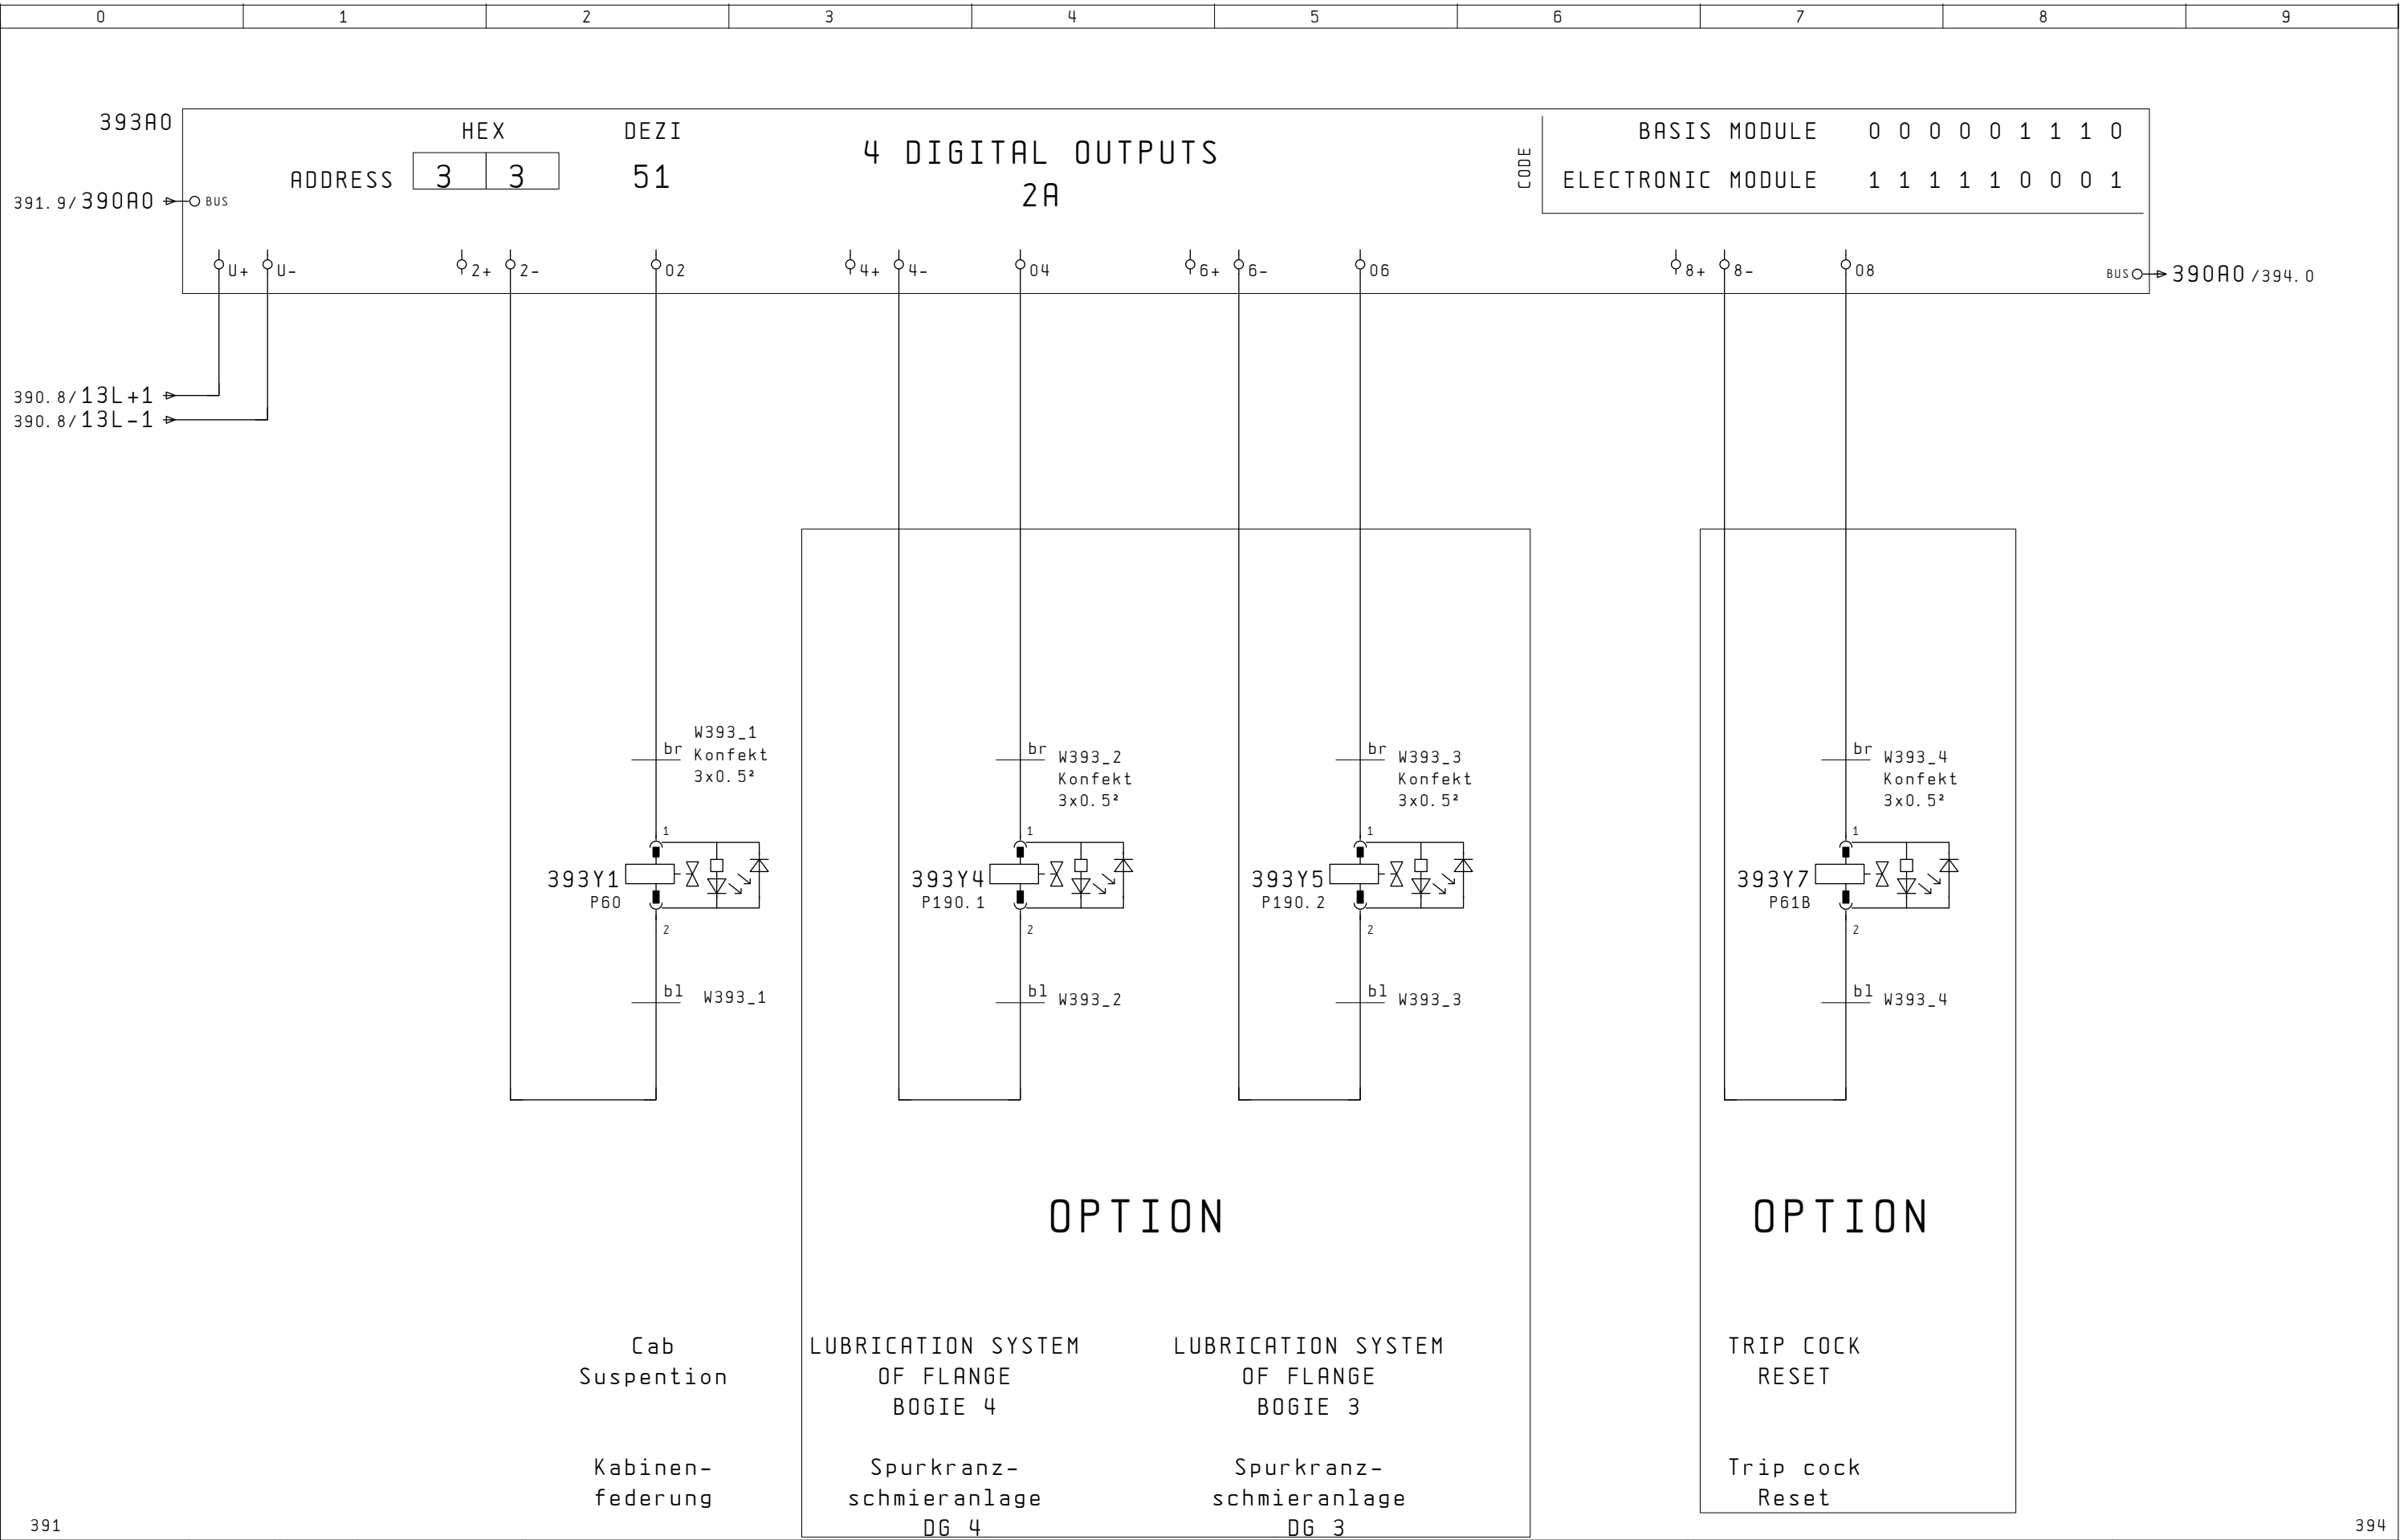 0 1 2 3 4 5 6 7 8 9
393A0
HEX DEZI
ADDRESS 3 3 51
4 DIGITAL OUTPUTS
2A
CODE
BASIS MODULE 0 0 0 0 0 1 1 1 0
ELECTRONIC MODULE 1 1 1 1 1 0 0 0 1
391.9/390A0 BUS
U+ U- 2+ 2- 02 4+ 4- 04 6+ 6- 06 8+ 8- 08
BUS 390A0/394.0
390.8/13L+1
390.8/13L-1
br W393_1
Konfekt
3x0.5²
br W393_2
Konfekt
3x0.5²
br W393_3
Konfekt
3x0.5²
br W393_4
Konfekt
3x0.5²
1
393Y1
P60
2
1
393Y4
P190.1
2
1
393Y5
P190.2
2
1
393Y7
P61B
2
bl W393_1
bl W393_2
bl W393_3
bl W393_4
OPTION
OPTION
Cab
Suspention
LUBRICATION SYSTEM
OF FLANGE
BOGIE 4
LUBRICATION SYSTEM
OF FLANGE
BOGIE 3
TRIP COCK
RESET
Kabinen-
federung
Spurkranz-
schmieranlage
DG 4
Spurkranz-
schmieranlage
DG 3
Trip cock
Reset
391
394